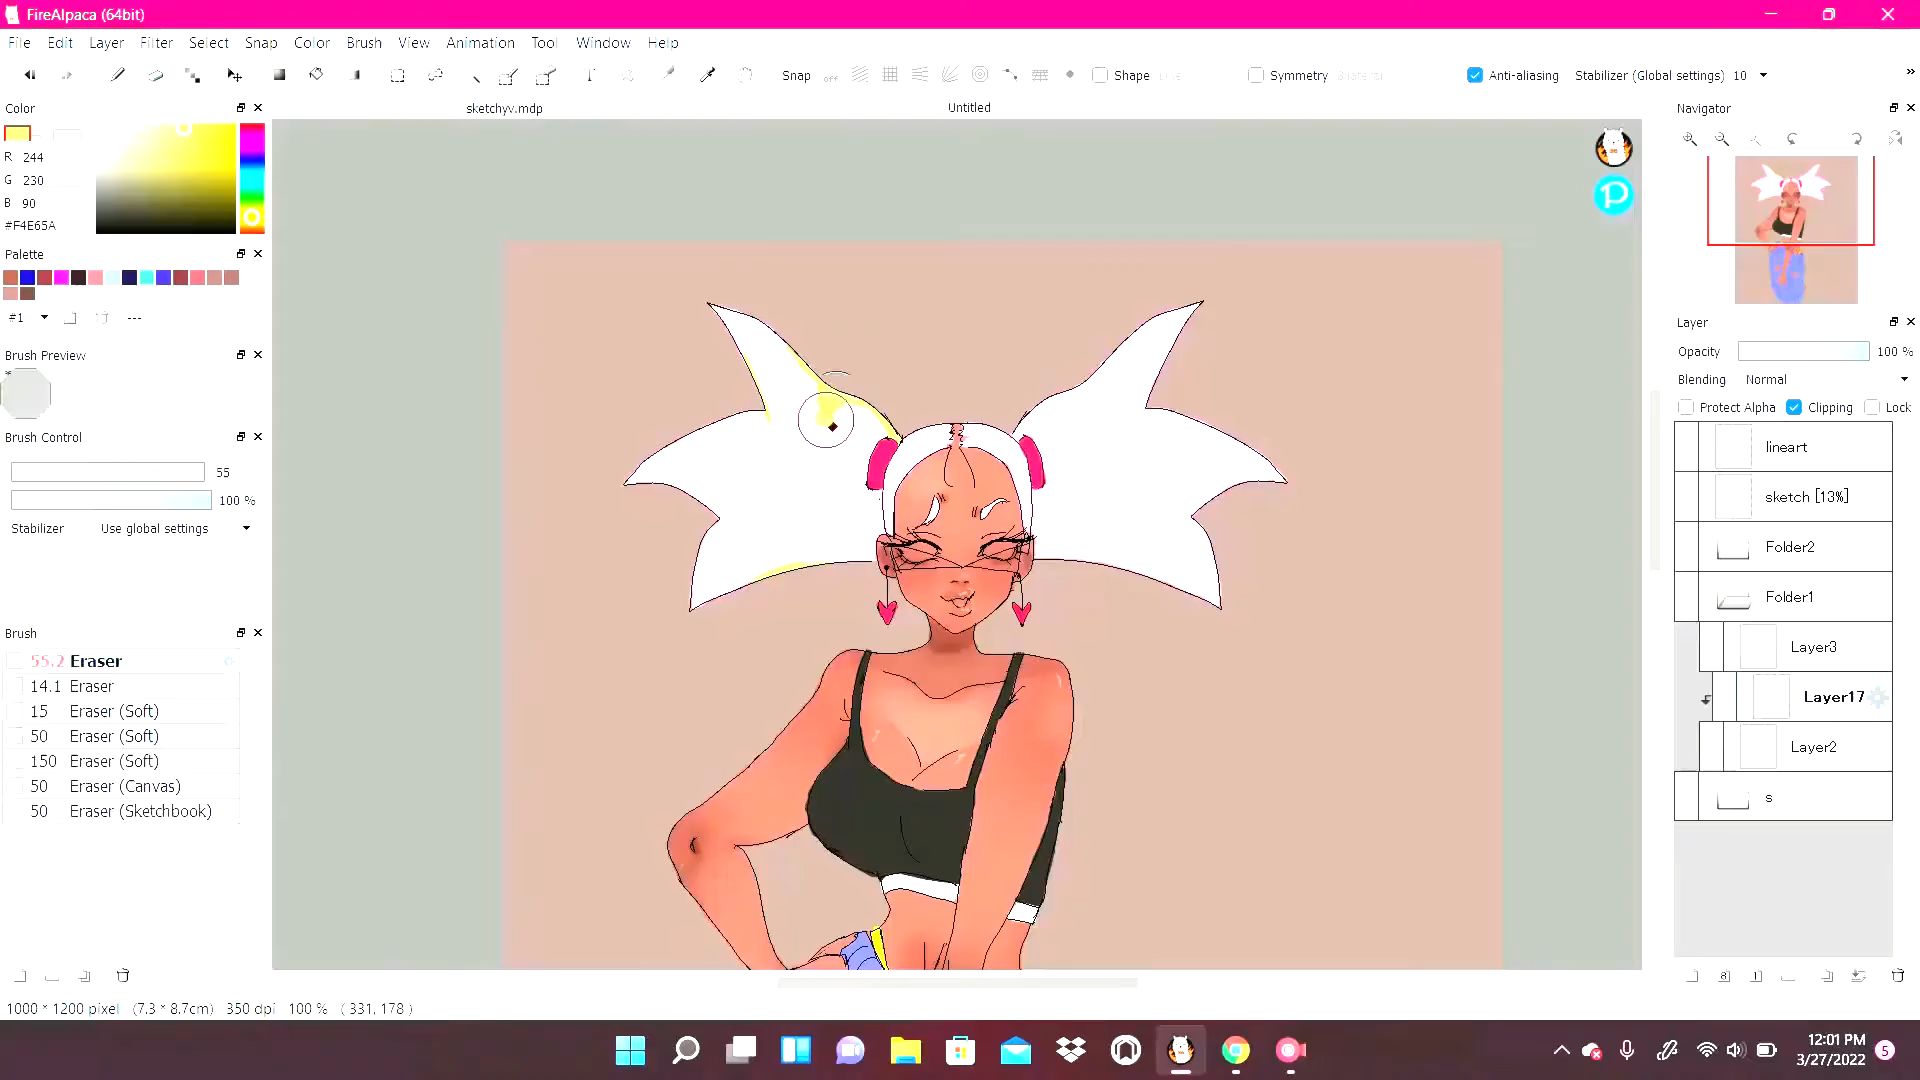 FireAlpaca (64bit)
File Edit Layer Filter Select Snap Color Brush View Animation Tool Window Help
Snap off Shape Symmetry Anti-aliasing Stabilizer (Global settings) 10
Color sketchyv.mdp Untitled Navigator
R 244
G 230
B 90
#F4E65A
Palette
#1 ---
Brush Preview
Brush Control
55
100 %
Stabilizer Use global settings
Brush
55.2 Eraser
14.1 Eraser
15 Eraser (Soft)
50 Eraser (Soft)
150 Eraser (Soft)
50 Eraser (Canvas)
50 Eraser (Sketchbook)
Layer
Opacity 100 %
Blending Normal
Protect Alpha Clipping Lock
lineart
sketch [13%]
Folder2
Folder1
Layer3
Layer17
Layer2
s
1000 * 1200 pixel (7.3 * 8.7cm) 350 dpi 100 % ( 331, 178 )
12:01 PM
3/27/2022
5